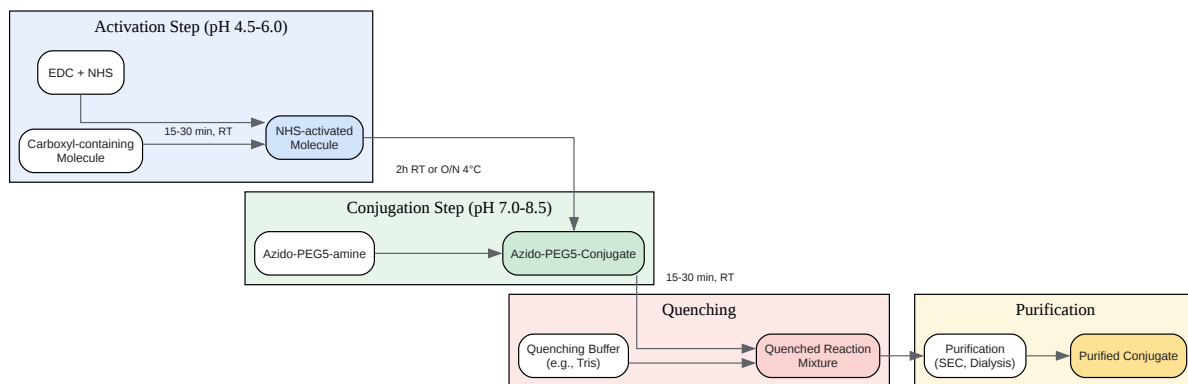 Activation Step (pH 4.5-6.0)
EDC + NHS
15-30 min, RT
Carboxyl-containing
Molecule
NHS-activated
Molecule
2h RT or O/N 4°C
Conjugation Step (pH 7.0-8.5)
Azido-PEG5-amine
Azido-PEG5-Conjugate
15-30 min, RT
Quenching
Quenching Buffer
(e.g., Tris)
Quenched Reaction
Mixture
Purification
Purification
(SEC, Dialysis)
Purified Conjugate